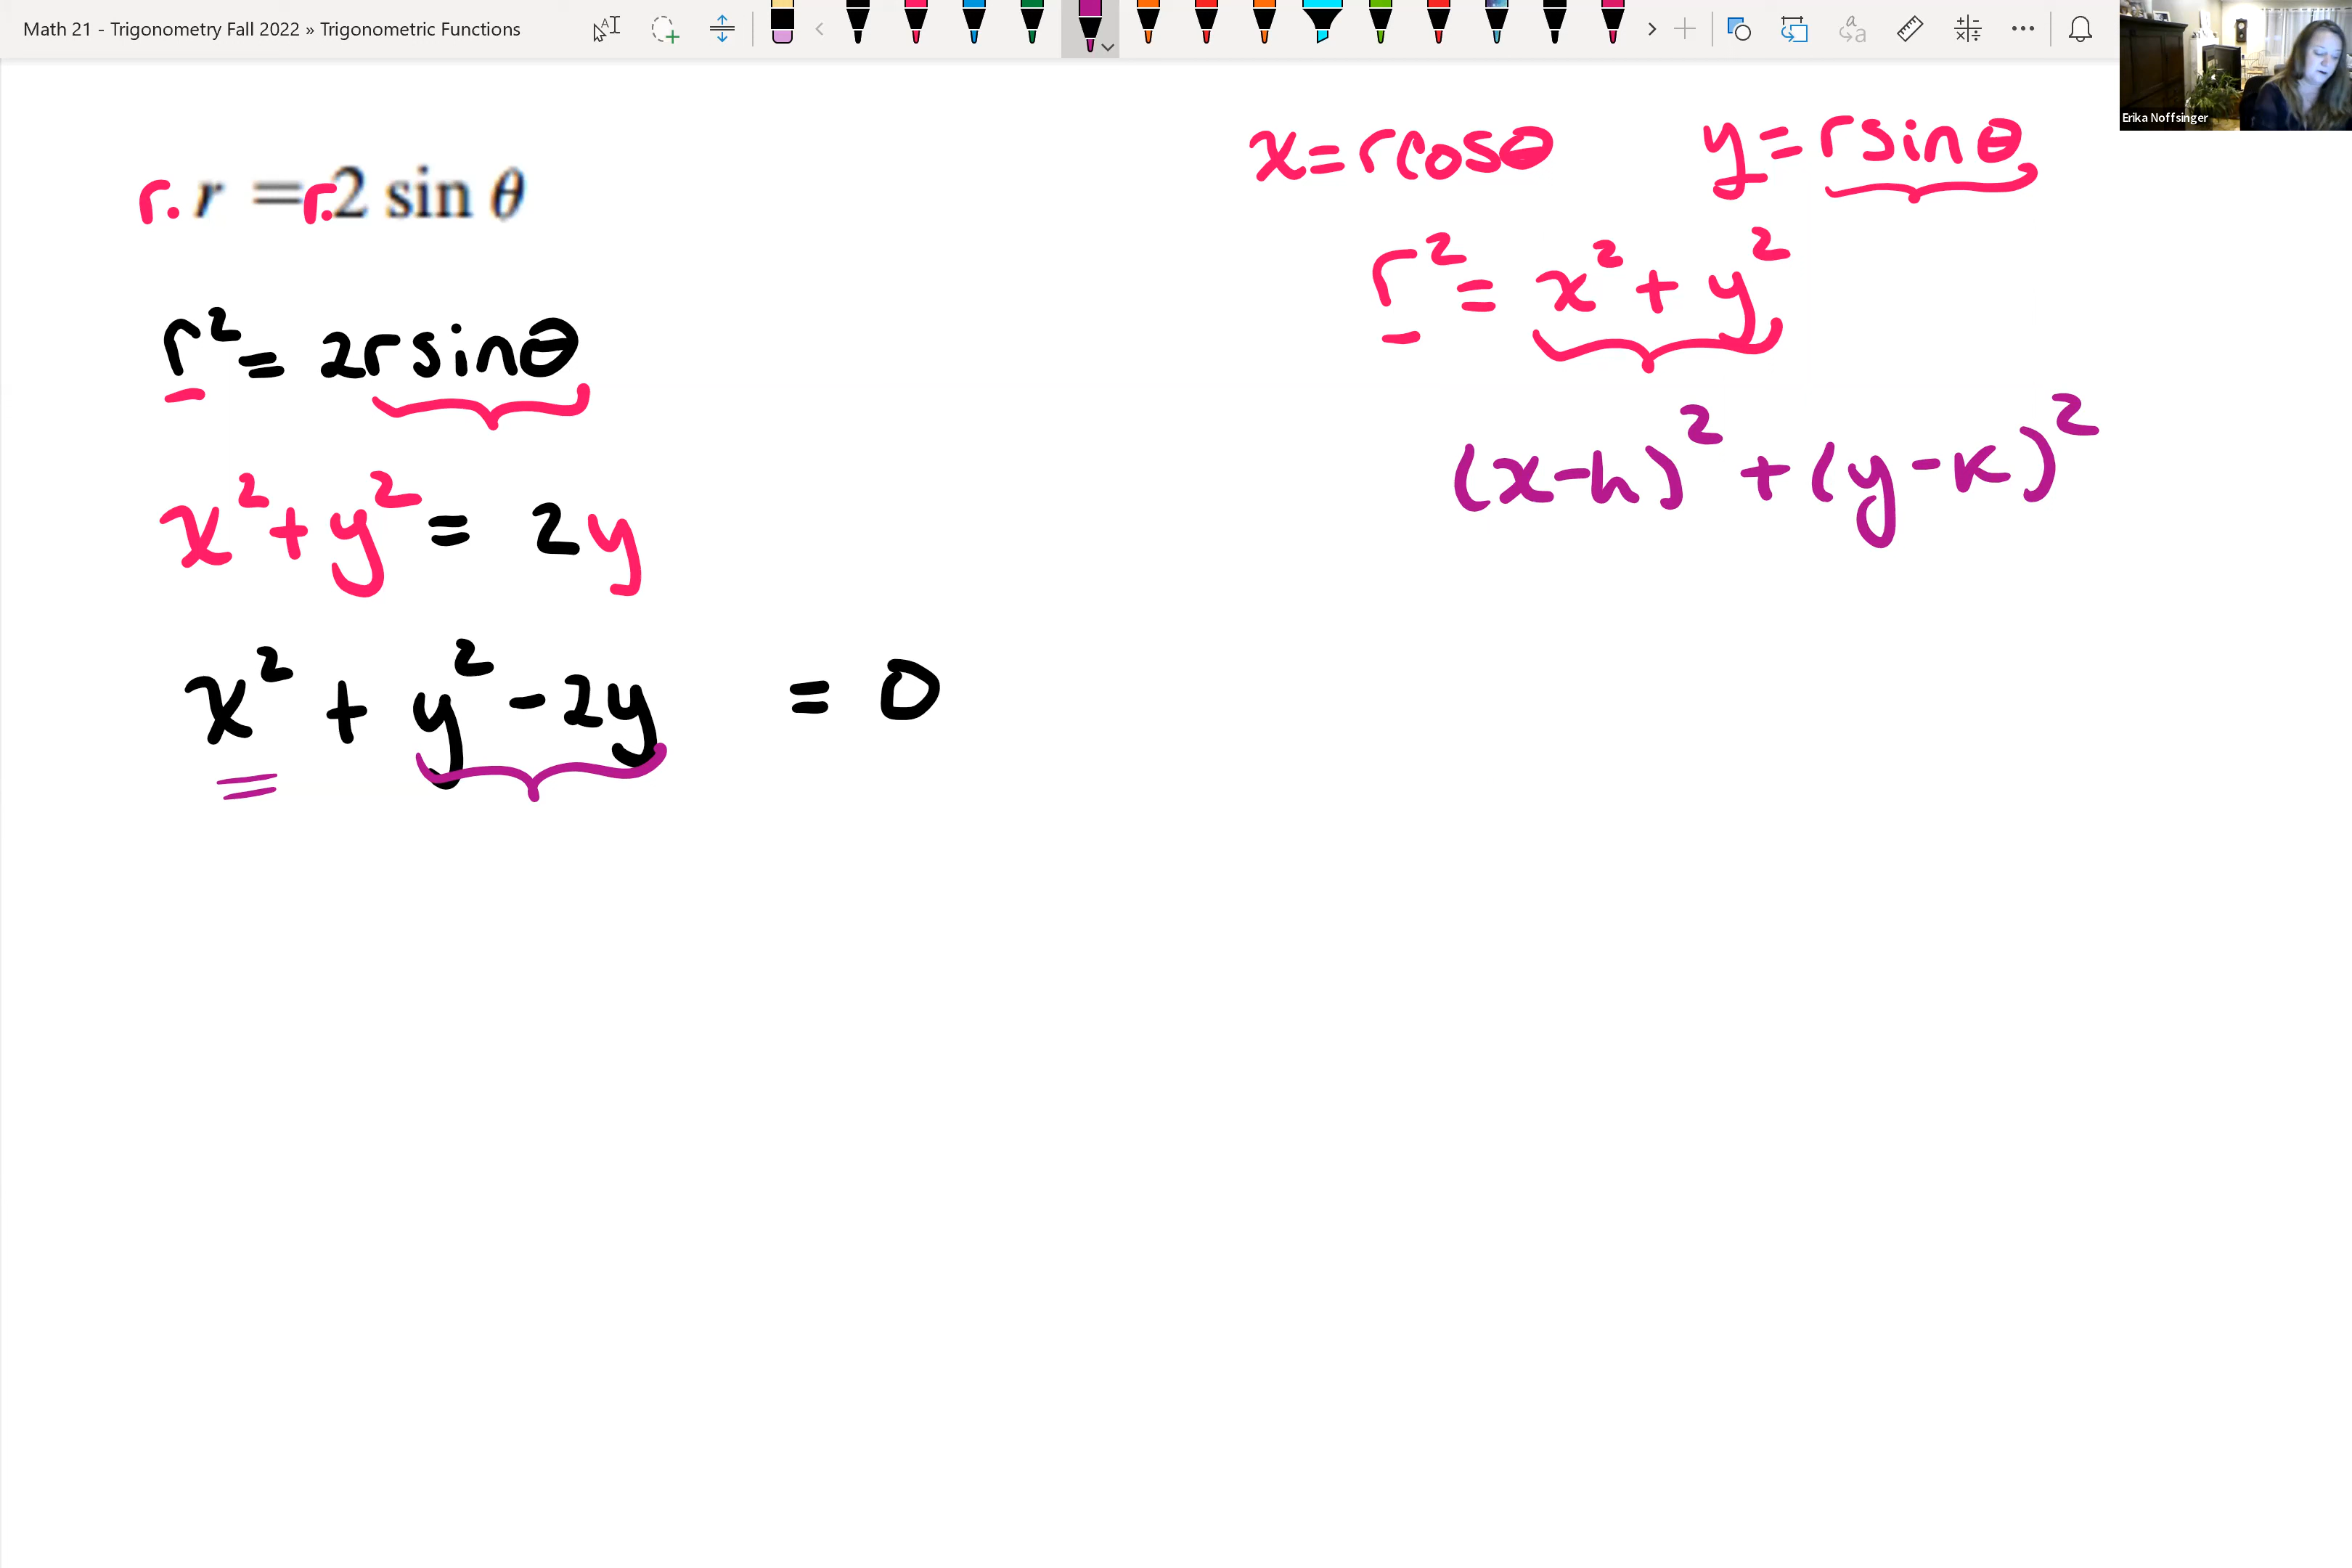 Math 21 - Trigonometry Fall 2022 » Trigonometric Functions
Erika Noffsinger
r. r = r. 2 sin θ
r² = 2r sin θ
x² + y² = 2y
x² + y² - 2y = 0
x = r cos θ y = r sin θ
r² = x² + y²
(x - h)² + (y - k)²